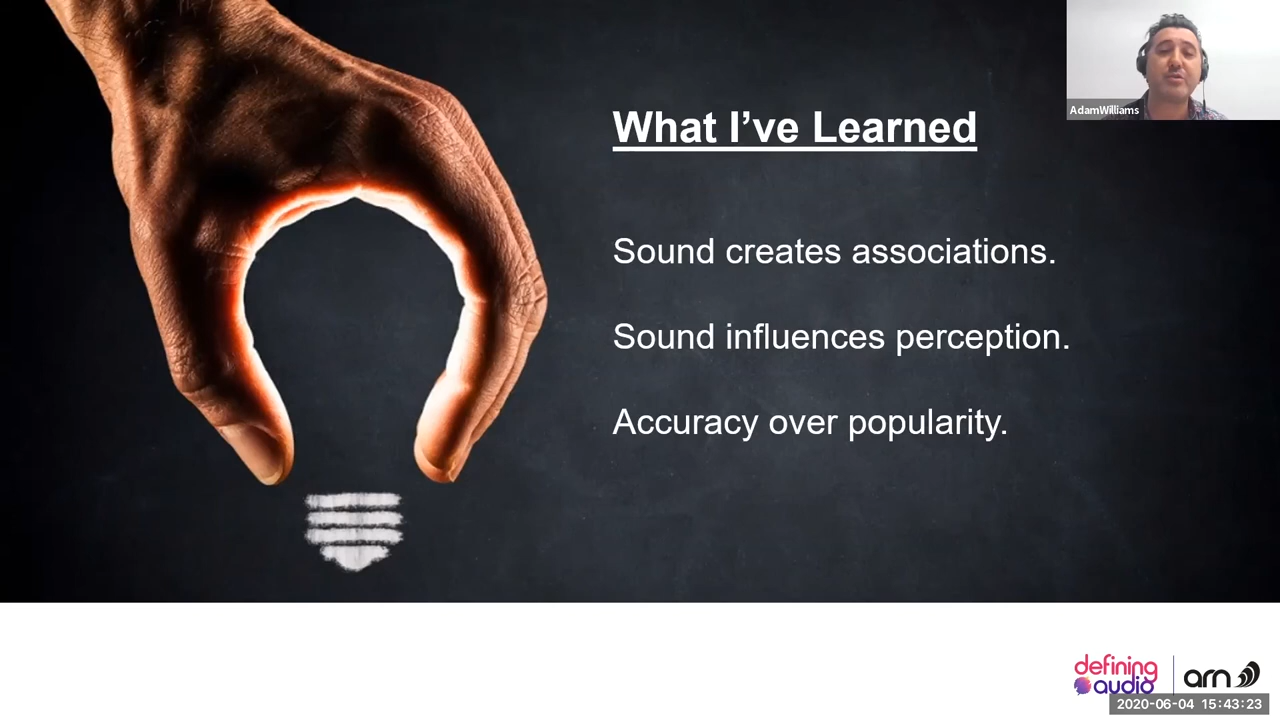 AdamWilliams
What I’ve Learned
Sound creates associations.
Sound influences perception.
Accuracy over popularity.
defining
audio
arn
2020-06-04 15:43:23